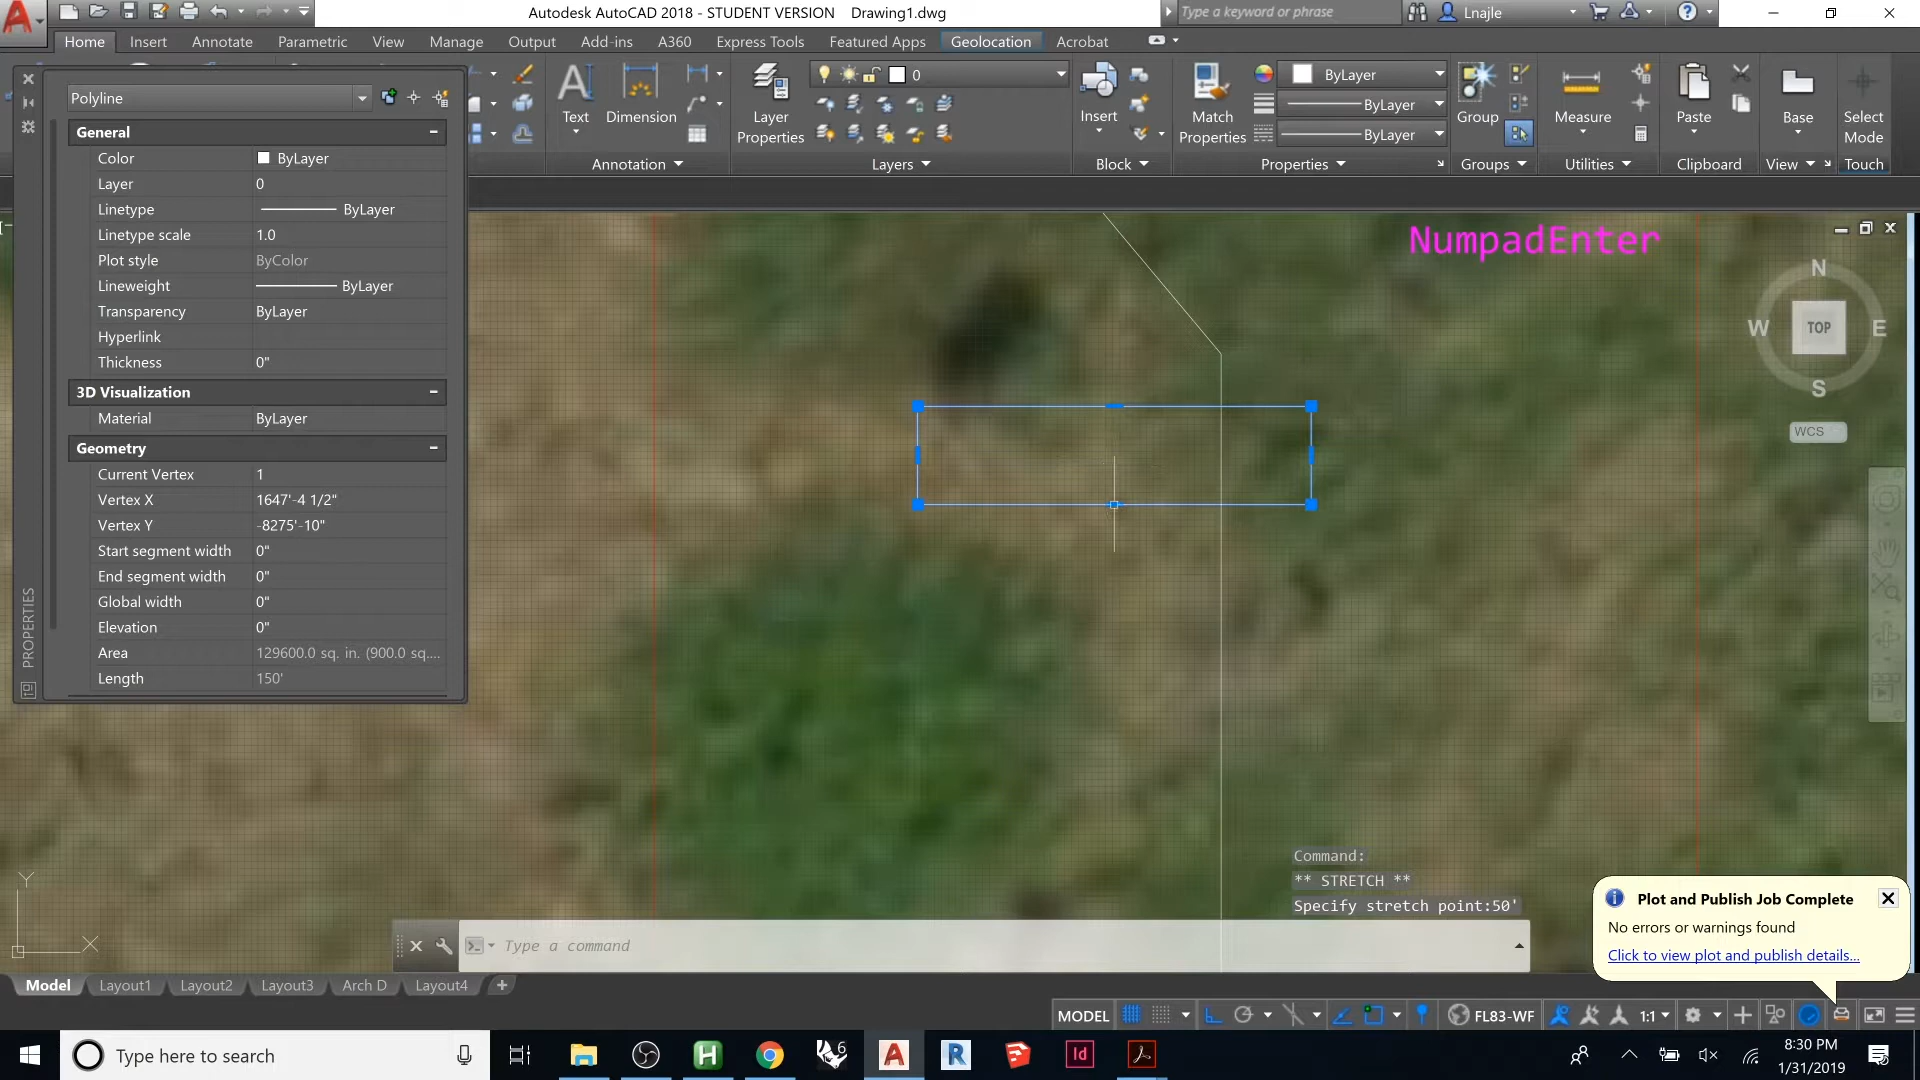 Autodesk AutoCAD 2018 - STUDENT VERSION    Drawing1.dwg
Type a keyword or phrase
Lnajle
Home Insert Annotate Parametric View Manage Output Add-ins A360 Express Tools Featured Apps Geolocation Acrobat
Text
Dimension
Layer
Properties
0
Insert
Match
Properties
ByLayer
ByLayer
ByLayer
Group
Measure
Paste
Base
Select
Mode
Annotation Layers Block Properties Groups Utilities Clipboard View Touch
Polyline
General
Color ByLayer
Layer 0
Linetype ByLayer
Linetype scale 1.0
Plot style ByColor
Lineweight ByLayer
Transparency ByLayer
Hyperlink
Thickness 0"
3D Visualization
Material ByLayer
Geometry
Current Vertex 1
Vertex X 1647'-4 1/2"
Vertex Y -8275'-10"
Start segment width 0"
End segment width 0"
Global width 0"
Elevation 0"
Area 129600.0 sq. in. (900.0 sq....
Length 150'
PROPERTIES
NumpadEnter
N
W TOP E
S
WCS
Y
X
Command:
** STRETCH **
Specify stretch point:50'
Type a command
Plot and Publish Job Complete
No errors or warnings found
Click to view plot and publish details...
Model Layout1 Layout2 Layout3 Arch D Layout4 +
MODEL FL83-WF 1:1
Type here to search
H
6
A
R
Id
8:30 PM
1/31/2019